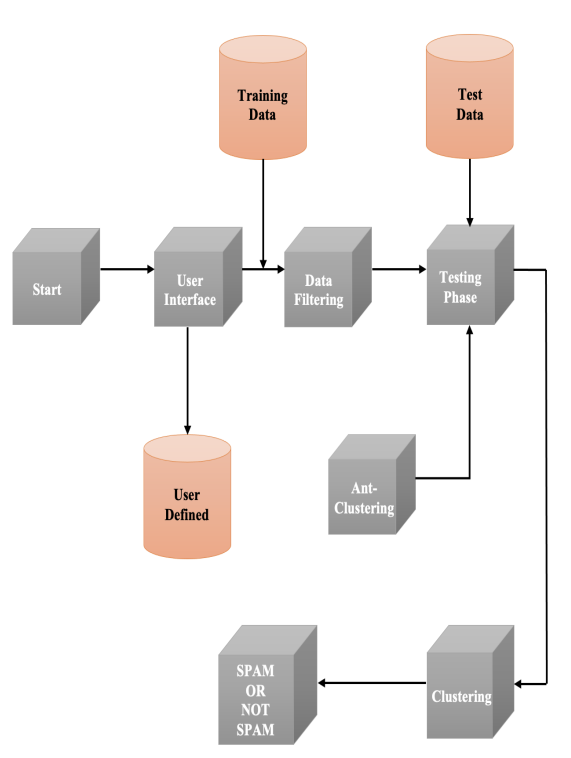 Training
Data
Test
Data
Start
User
Interface
Data
Filtering
Testing
Phase
User
Defined
Ant-
Clustering
SPAM
OR
NOT
SPAM
Clustering